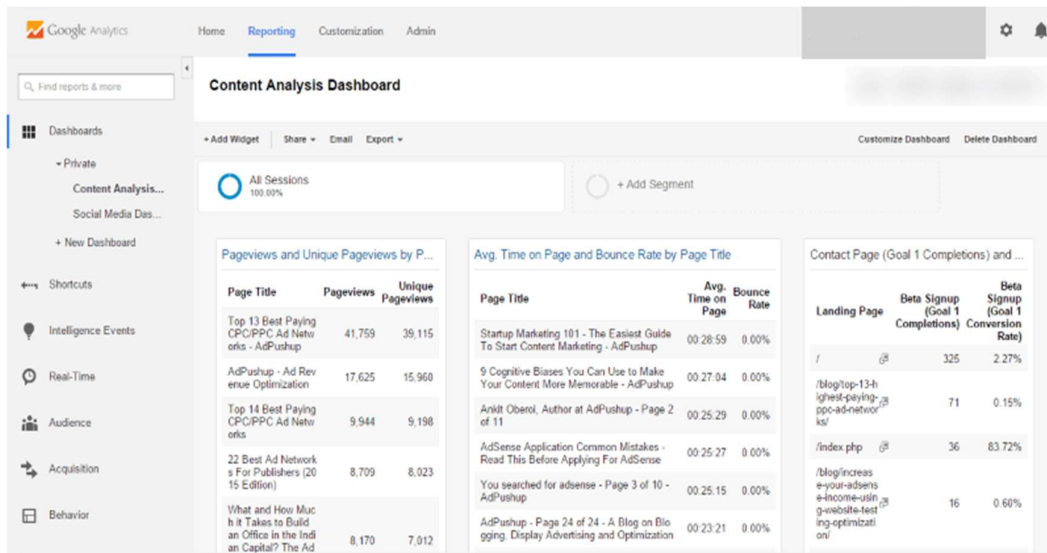 Google Analytics
Home Reporting Customization Admin
Find reports & more
Content Analysis Dashboard
Dashboards
Private
Content Analysis...
Social Media Das...
+ New Dashboard
Shortcuts
Intelligence Events
Real-Time
Audience
Acquisition
Behavior
+ Add Widget Share Email Export Customize Dashboard Delete Dashboard
All Sessions
100.00%
+ Add Segment
Pageviews and Unique Pageviews by P...
Page Title Pageviews Unique
Pageviews
Top 13 Best Paying
CPC/PPC Ad Netw
orks - AdPushup
41,759 39,115
AdPushup - Ad Rev
enue Optimization
17,625 15,960
Top 14 Best Paying
CPC/PPC Ad Netw
orks
9,944 9,198
22 Best Ad Network
s For Publishers (20
15 Edition)
8,709 8,023
What and How Muc
h it Takes to Build
an Office in the Indi
an Capital? The Ad
8,170 7,012
Avg. Time on Page and Bounce Rate by Page Title
Page Title
Avg.
Time on
Page
Bounce
Rate
Startup Marketing 101 - The Easiest Guide
To Start Content Marketing - AdPushup
00:28:59 0.00%
9 Cognitive Biases You Can Use to Make
Your Content More Memorable - AdPushup
00:27:04 0.00%
Ankit Oberoi, Author at AdPushup - Page 2
of 11
00:25:29 0.00%
AdSense Application Common Mistakes -
Read This Before Applying For AdSense
00:25:27 0.00%
You searched for adsense - Page 3 of 10 -
AdPushup
00:25:15 0.00%
AdPushup - Page 24 of 24 - A Blog on Blo
gging, Display Advertising and Optimization
00:23:21 0.00%
Contact Page (Goal 1 Completions) and ...
Landing Page
Beta Signup
(Goal 1
Completions)
Beta
Signup
(Goal 1
Conversion
Rate)
/ 325 2.27%
/blog/top-13-h
ighest-paying-
ppc-ad-networ
ks/
71 0.15%
/index.php 36 83.72%
/blog/increas
e-your-adsens
e-income-usin
g-website-test
ing-optimizati
on/
16 0.60%